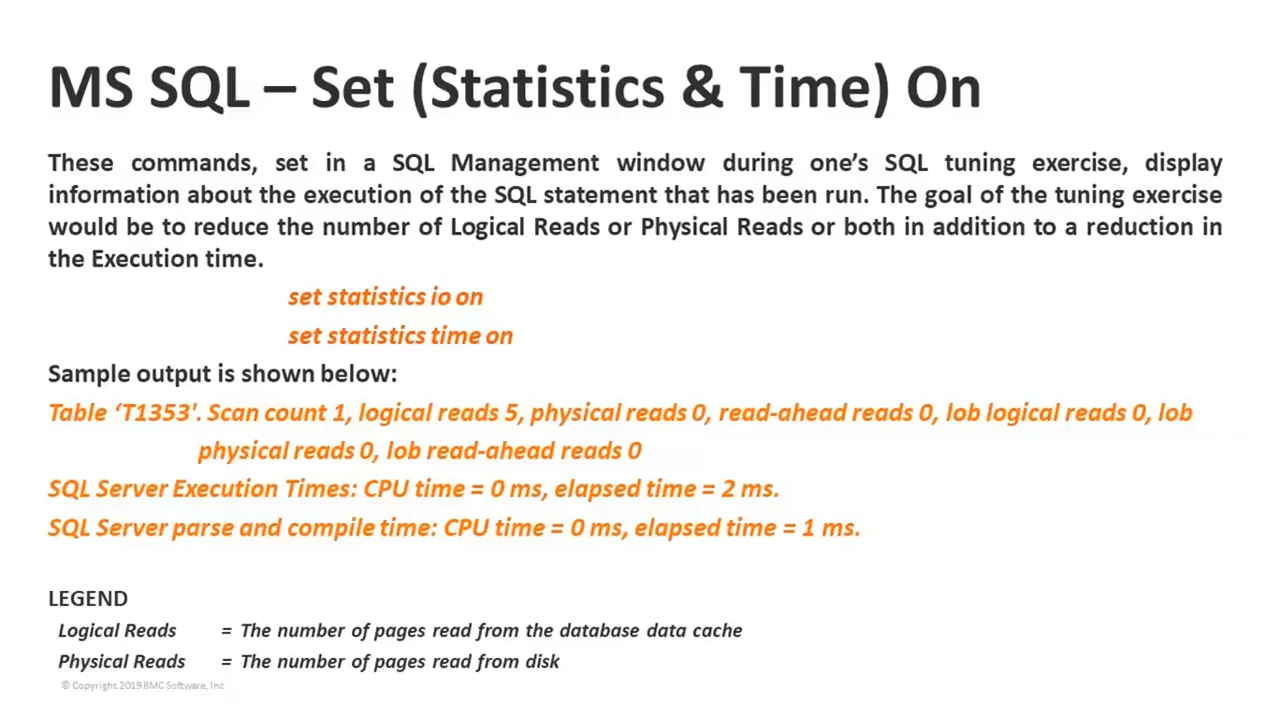 MS SQL – Set (Statistics & Time) On
These commands, set in a SQL Management window during one’s SQL tuning exercise, display
information about the execution of the SQL statement that has been run. The goal of the tuning exercise
would be to reduce the number of Logical Reads or Physical Reads or both in addition to a reduction in
the Execution time.
set statistics io on
set statistics time on
Sample output is shown below:
Table ‘T1353'. Scan count 1, logical reads 5, physical reads 0, read-ahead reads 0, lob logical reads 0, lob
physical reads 0, lob read-ahead reads 0
SQL Server Execution Times: CPU time = 0 ms, elapsed time = 2 ms.
SQL Server parse and compile time: CPU time = 0 ms, elapsed time = 1 ms.
LEGEND
Logical Reads = The number of pages read from the database data cache
Physical Reads = The number of pages read from disk
© Copyright 2019 BMC Software, Inc.